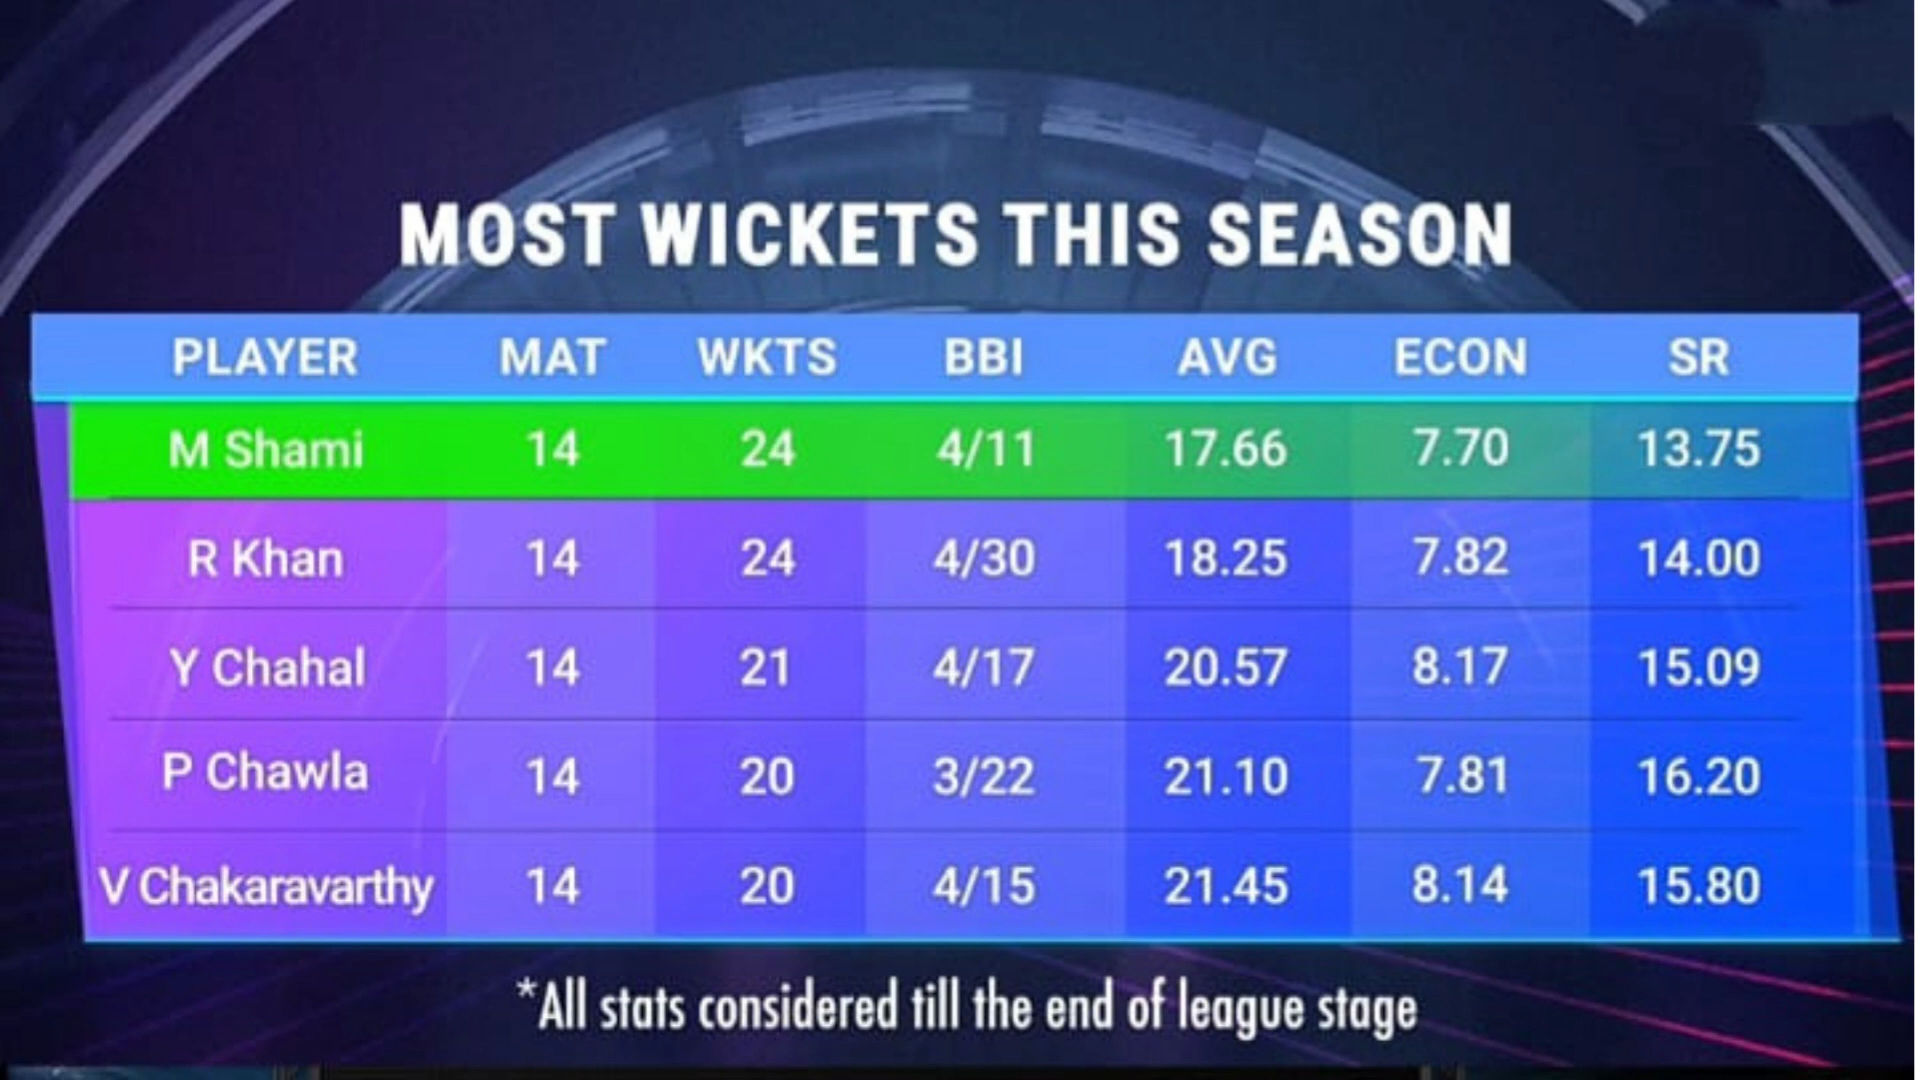 MOST WICKETS THIS SEASON
PLAYER MAT WKTS BBI AVG ECON SR
M Shami 14 24 4/11 17.66 7.70 13.75
R Khan 14 24 4/30 18.25 7.82 14.00
Y Chahal 14 21 4/17 20.57 8.17 15.09
P Chawla 14 20 3/22 21.10 7.81 16.20
V Chakaravarthy 14 20 4/15 21.45 8.14 15.80
*All stats considered till the end of league stage